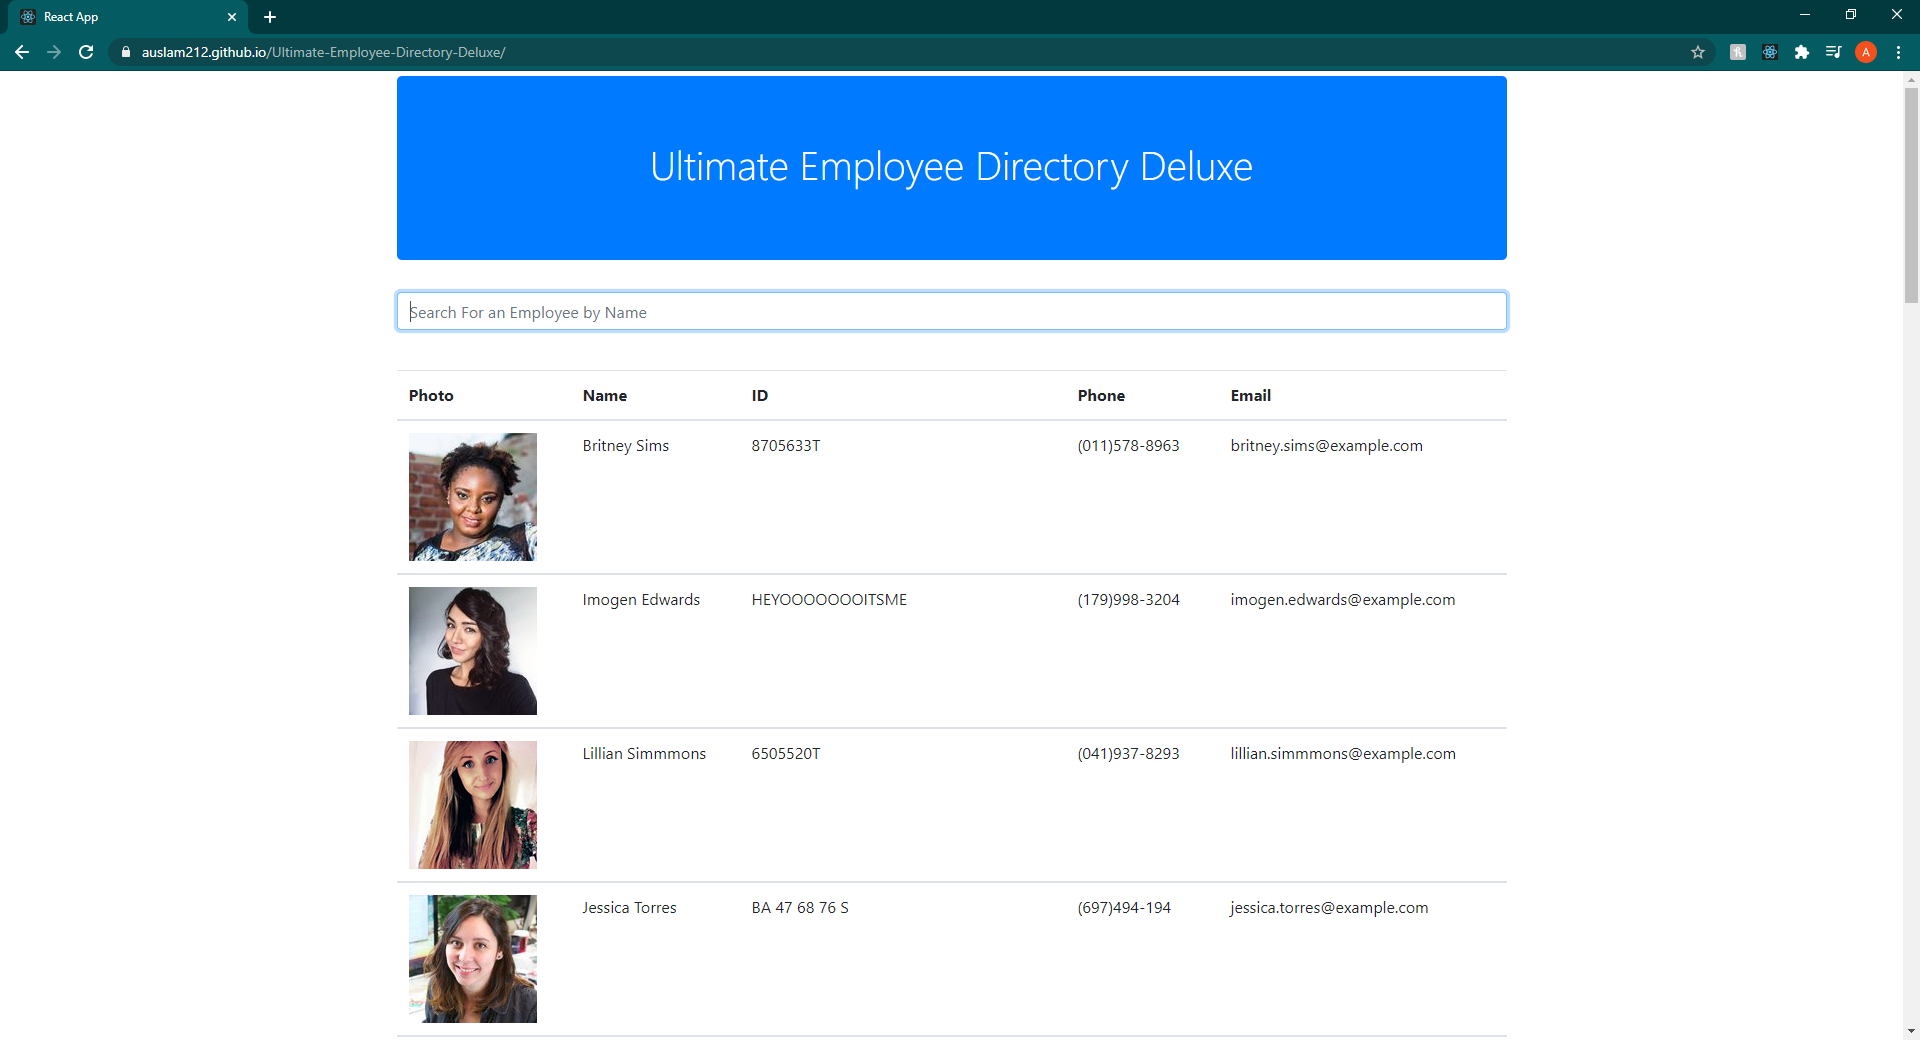 React App
auslam212.github.io/Ultimate-Employee-Directory-Deluxe/
A
Ultimate Employee Directory Deluxe
Search For an Employee by Name
Photo Name ID Phone Email
Britney Sims 8705633T (011)578-8963 britney.sims@example.com
Imogen Edwards HEYOOOOOOOITSME (179)998-3204 imogen.edwards@example.com
Lillian Simmmons 6505520T (041)937-8293 lillian.simmmons@example.com
Jessica Torres BA 47 68 76 S (697)494-194 jessica.torres@example.com